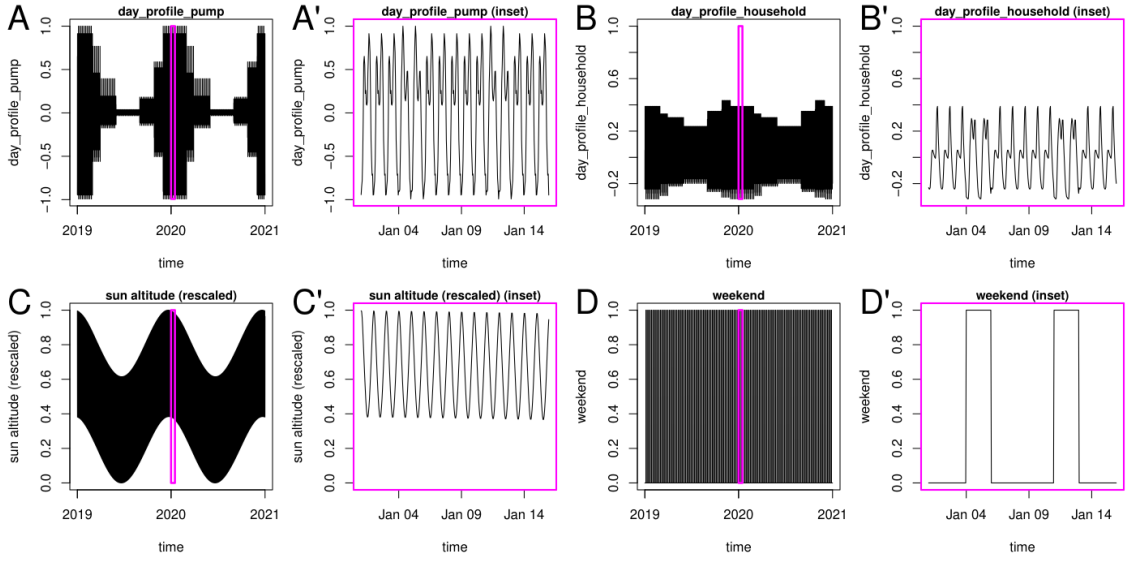 A
day_profile_pump
day_profile_pump
1.0
0.5
0.0
−0.5
−1.0
2019
2020
2021
time
A'
day_profile_pump (inset)
day_profile_pump
1.0
0.5
0.0
−0.5
−1.0
Jan 04
Jan 09
Jan 14
time
B
day_profile_household
day_profile_household
1.0
0.6
0.2
−0.2
2019
2020
2021
time
B'
day_profile_household (inset)
day_profile_household
1.0
0.6
0.2
−0.2
Jan 04
Jan 09
Jan 14
time
C
sun altitude (rescaled)
sun altitude (rescaled)
1.0
0.8
0.6
0.4
0.2
0.0
2019
2020
2021
time
C'
sun altitude (rescaled) (inset)
sun altitude (rescaled)
1.0
0.8
0.6
0.4
0.2
0.0
Jan 04
Jan 09
Jan 14
time
D
weekend
weekend
1.0
0.8
0.6
0.4
0.2
0.0
2019
2020
2021
time
D'
weekend (inset)
weekend
1.0
0.8
0.6
0.4
0.2
0.0
Jan 04
Jan 09
Jan 14
time